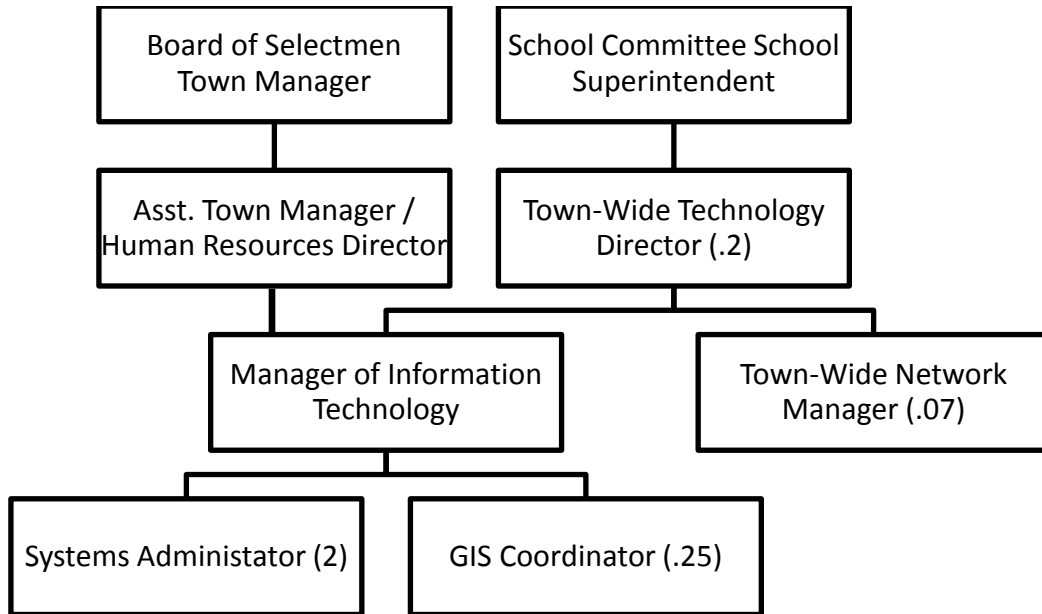 Board of Selectmen
Town Manager
School Committee School
Superintendent
Asst. Town Manager /
Human Resources Director
Town-Wide Technology
Director (.2)
Manager of Information
Technology
Town-Wide Network
Manager (.07)
Systems Administator (2)
GIS Coordinator (.25)